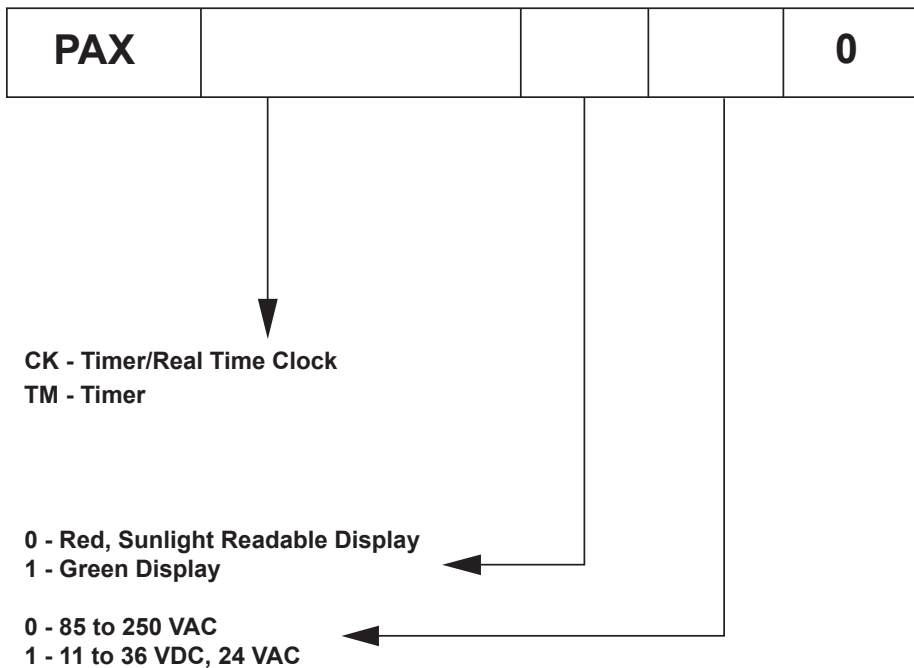 PAX 0
CK - Timer/Real Time Clock
TM - Timer
0 - Red, Sunlight Readable Display
1 - Green Display
0 - 85 to 250 VAC
1 - 11 to 36 VDC, 24 VAC